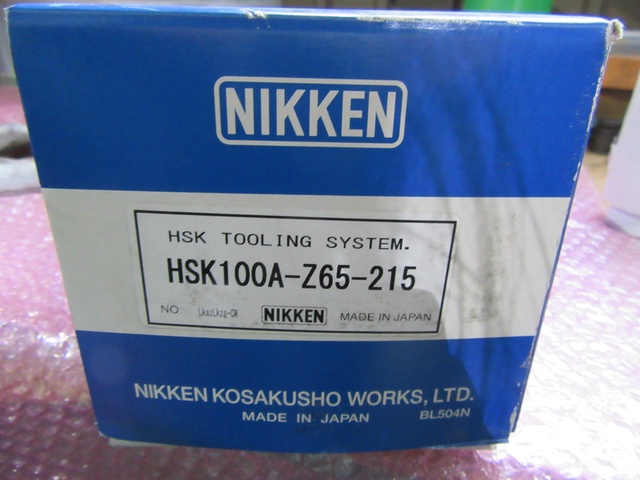 NIKKEN
HSK TOOLING SYSTEM.
HSK100A-Z65-215
NO NIKKEN MADE IN JAPAN
NIKKEN KOSAKUSHO WORKS, LTD.
MADE IN JAPAN BL504N